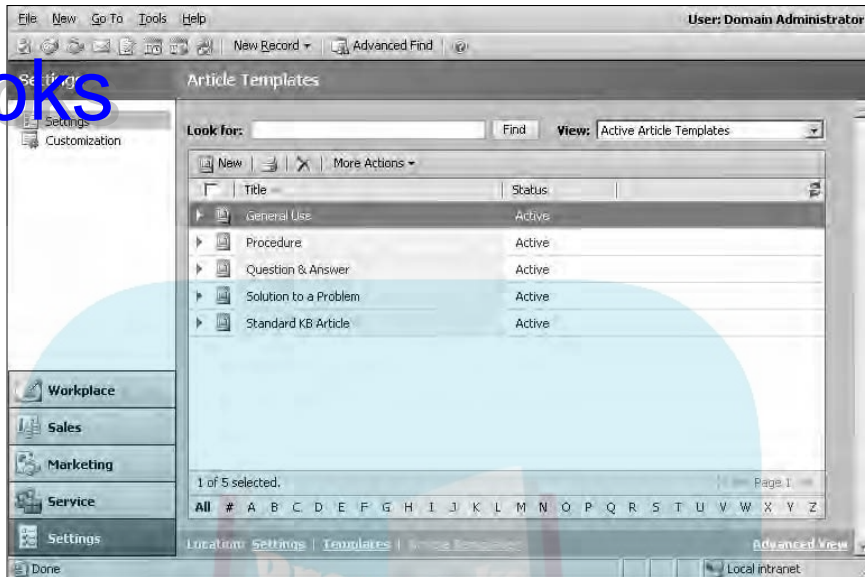 File New Go To Tools Help
User: Domain Administrator
New Record Advanced Find
oks
Settings
Article Templates
Settings
Customization
Look for: Find View: Active Article Templates
New More Actions
Title Status
General Use Active
Procedure Active
Question & Answer Active
Solution to a Problem Active
Standard KB Article Active
Workplace
Sales
Marketing
Service
Settings
1 of 5 selected. Page 1
All # A B C D E F G H I J K L M N O P Q R S T U V W X Y Z
Location: Settings | Templates |
Advanced View
Done
Local intranet